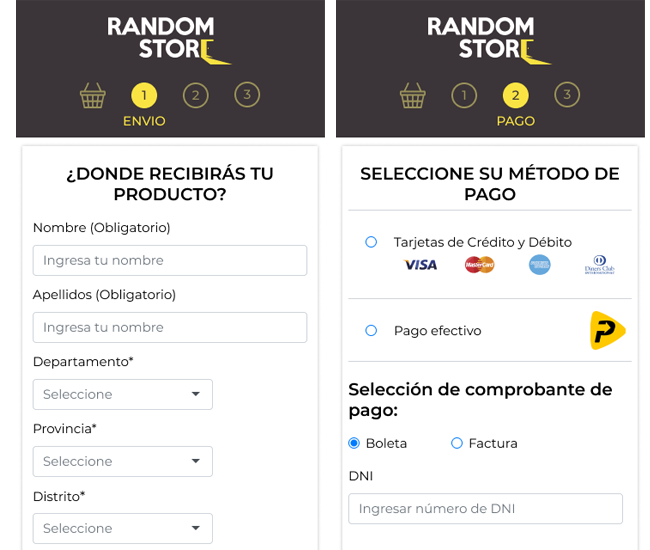 RANDOM
STORE
1
2
3
ENVIO
¿DONDE RECIBIRÁS TU
PRODUCTO?
Nombre (Obligatorio)
Ingresa tu nombre
Apellidos (Obligatorio)
Ingresa tu nombre
Departamento*
Seleccione
Provincia*
Seleccione
Distrito*
Seleccione
RANDOM
STORE
1
2
3
PAGO
SELECCIONE SU MÉTODO DE
PAGO
Tarjetas de Crédito y Débito
VISA
MasterCard
Diners Club
INTERNATIONAL
Pago efectivo
P
Selección de comprobante de
pago:
Boleta
Factura
DNI
Ingresar número de DNI